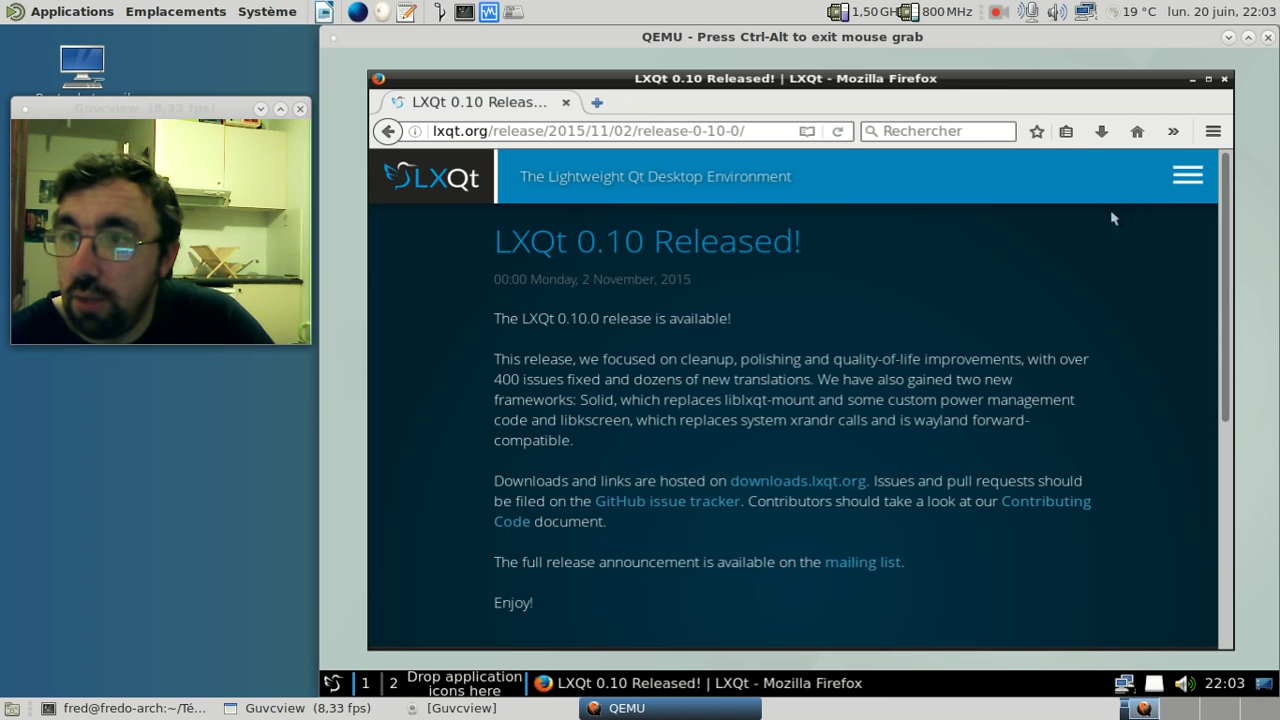 Applications Emplacements Système
1,50 GH 800 MHz 19 °C lun. 20 juin, 22:03
QEMU - Press Ctrl-Alt to exit mouse grab
Guvcview (8,33 fps)
LXQt 0.10 Released! | LXQt - Mozilla Firefox
LXQt 0.10 Releas...
lxqt.org/release/2015/11/02/release-0-10-0/
Rechercher
LXQt
The Lightweight Qt Desktop Environment
LXQt 0.10 Released!
00:00 Monday, 2 November, 2015
The LXQt 0.10.0 release is available!
This release, we focused on cleanup, polishing and quality-of-life improvements, with over
400 issues fixed and dozens of new translations. We have also gained two new
frameworks: Solid, which replaces liblxqt-mount and some custom power management
code and libkscreen, which replaces system xrandr calls and is wayland forward-
compatible.
Downloads and links are hosted on downloads.lxqt.org. Issues and pull requests should
be filed on the GitHub issue tracker. Contributors should take a look at our Contributing
Code document.
The full release announcement is available on the mailing list.
Enjoy!
1 2 Drop application
icons here
LXQt 0.10 Released! | LXQt - Mozilla Firefox
22:03
fred@fredo-arch:~/Té...
Guvcview (8,33 fps)
[Guvcview]
QEMU